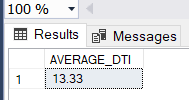 100 %
Results Messages
AVERAGE_DTI
1 13.33